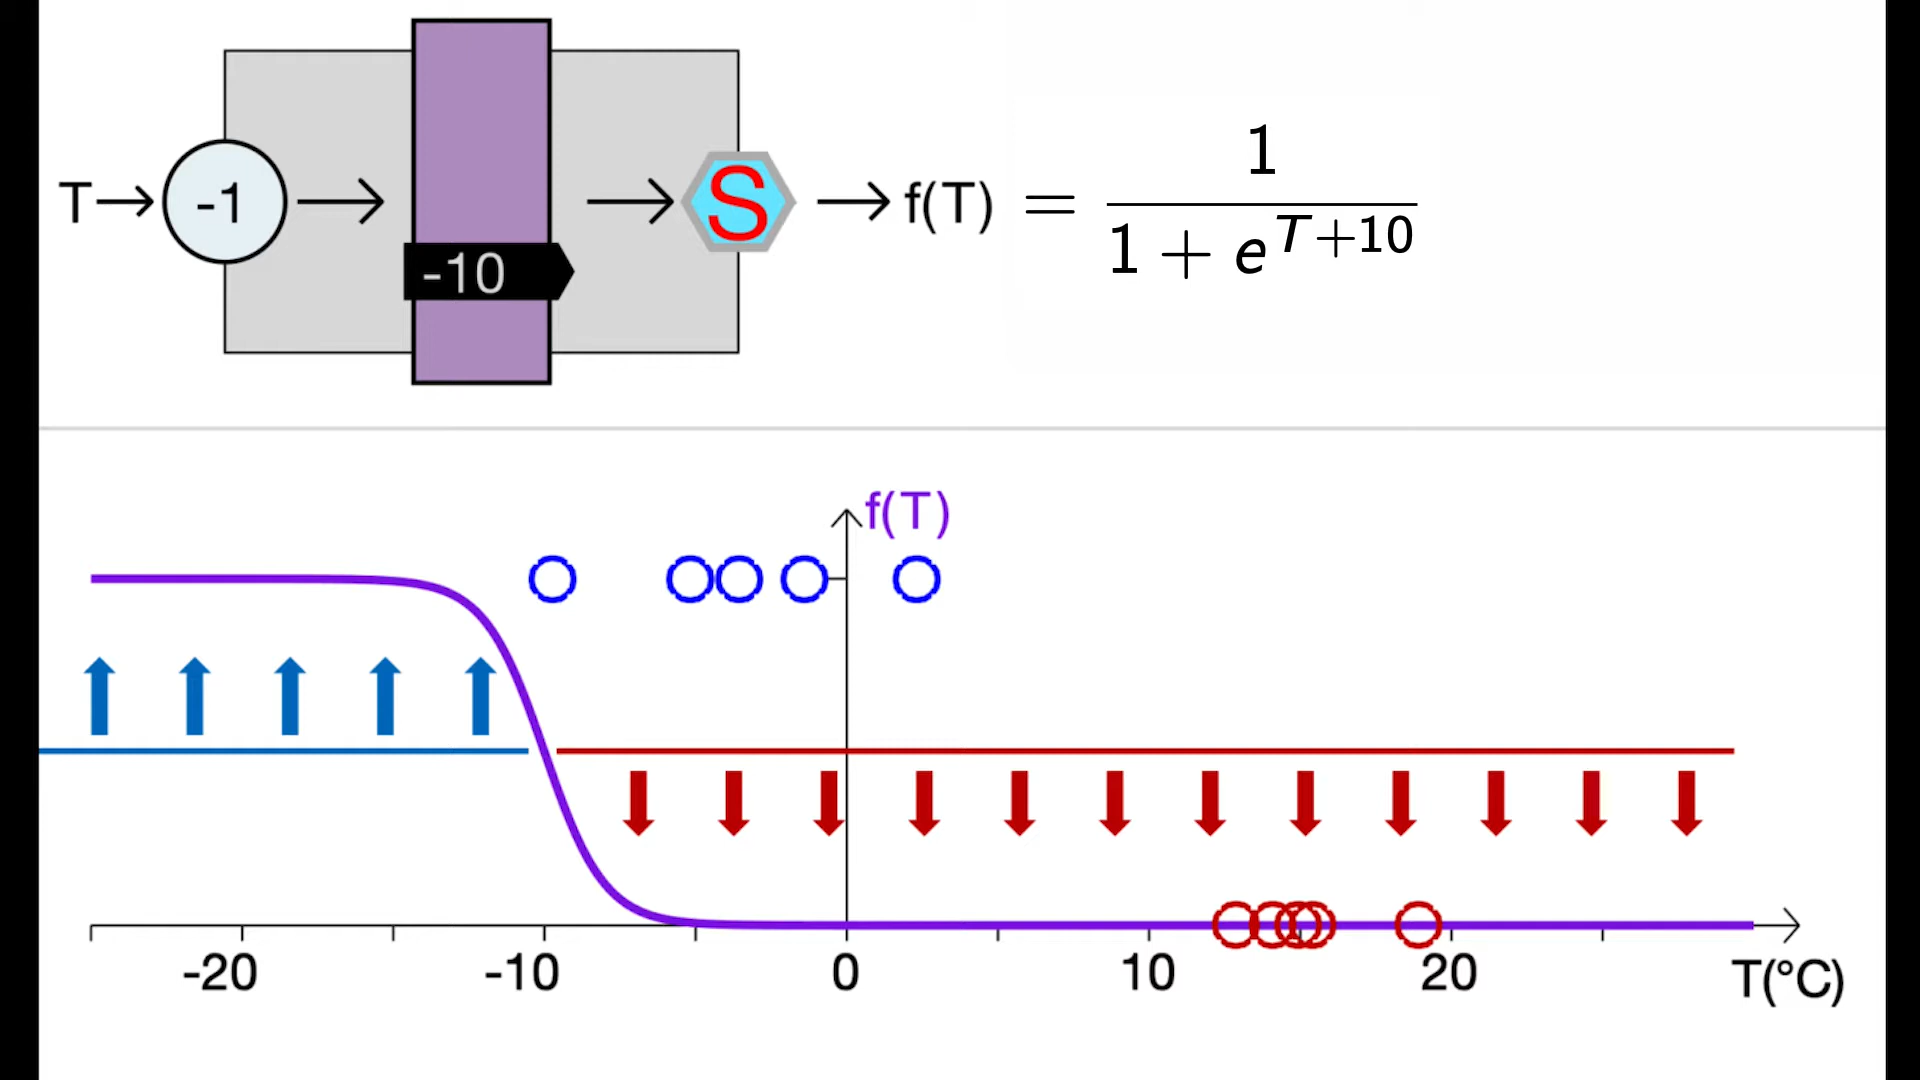 T -1 S f(T) = 1 / 1 + e^T+10
-10
f(T)
-20 -10 0 10 20 T(°C)